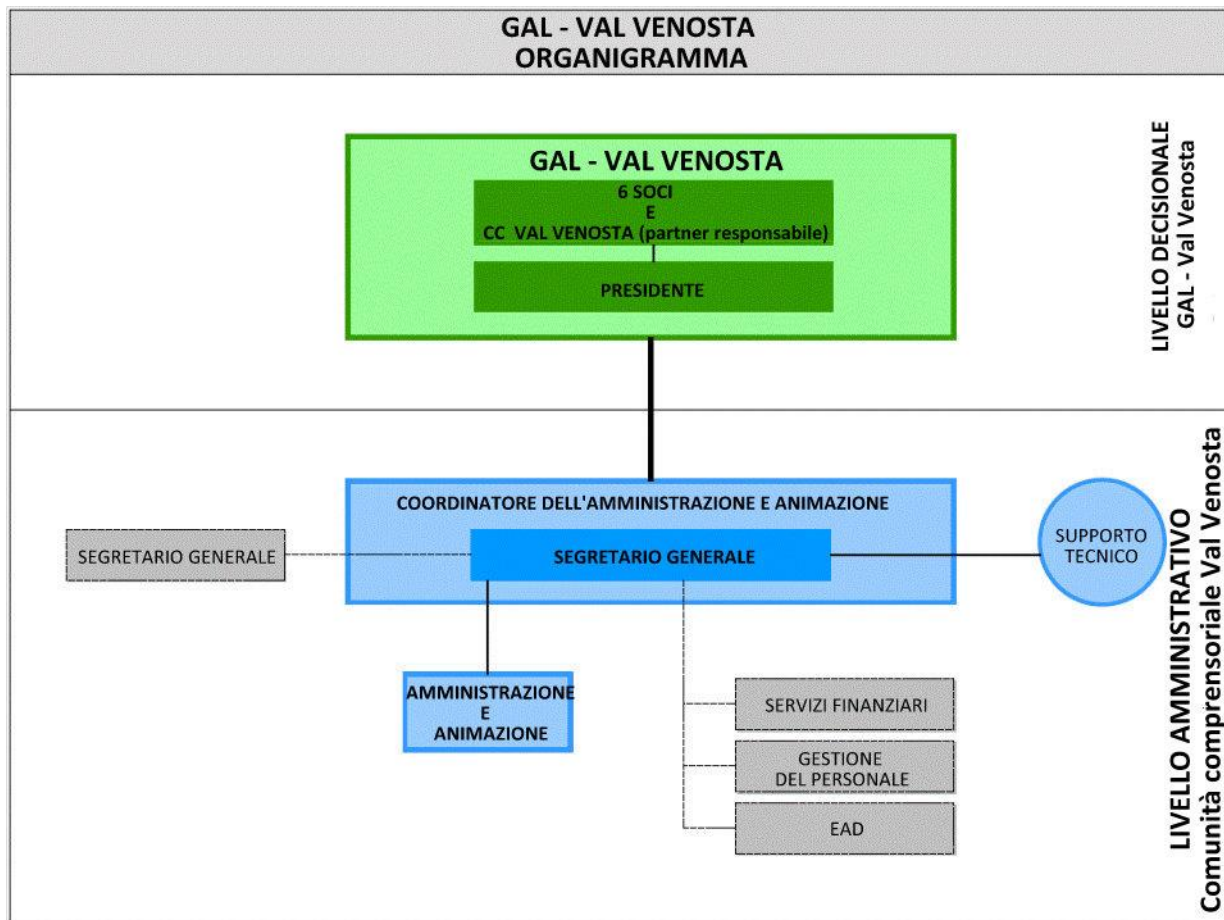 GAL - VAL VENOSTA
ORGANIGRAMMA
GAL - VAL VENOSTA
6 SOCI
E
CC VAL VENOSTA (partner responsabile)
PRESIDENTE
LIVELLO DECISIONALE
GAL - Val Venosta
COORDINATORE DELL'AMMINISTRAZIONE E ANIMAZIONE
SEGRETARIO GENERALE
SEGRETARIO GENERALE
SUPPORTO
TECNICO
AMMINISTRAZIONE
E
ANIMAZIONE
SERVIZI FINANZIARI
GESTIONE
DEL PERSONALE
EAD
LIVELLO AMMINISTRATIVO
Comunità comprensoriale Val Venosta